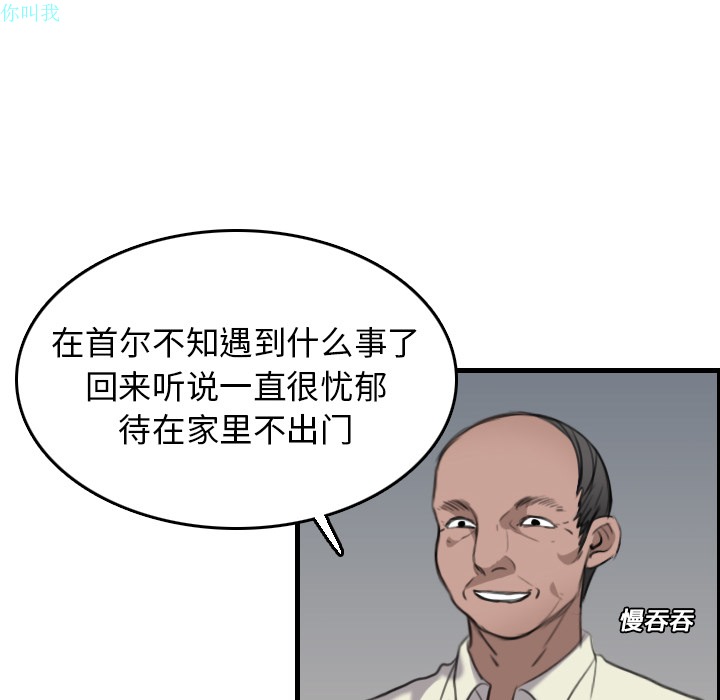 你叫我
在首尔不知遇到什么事了
回来听说一直很忧郁
待在家里不出门
慢吞吞